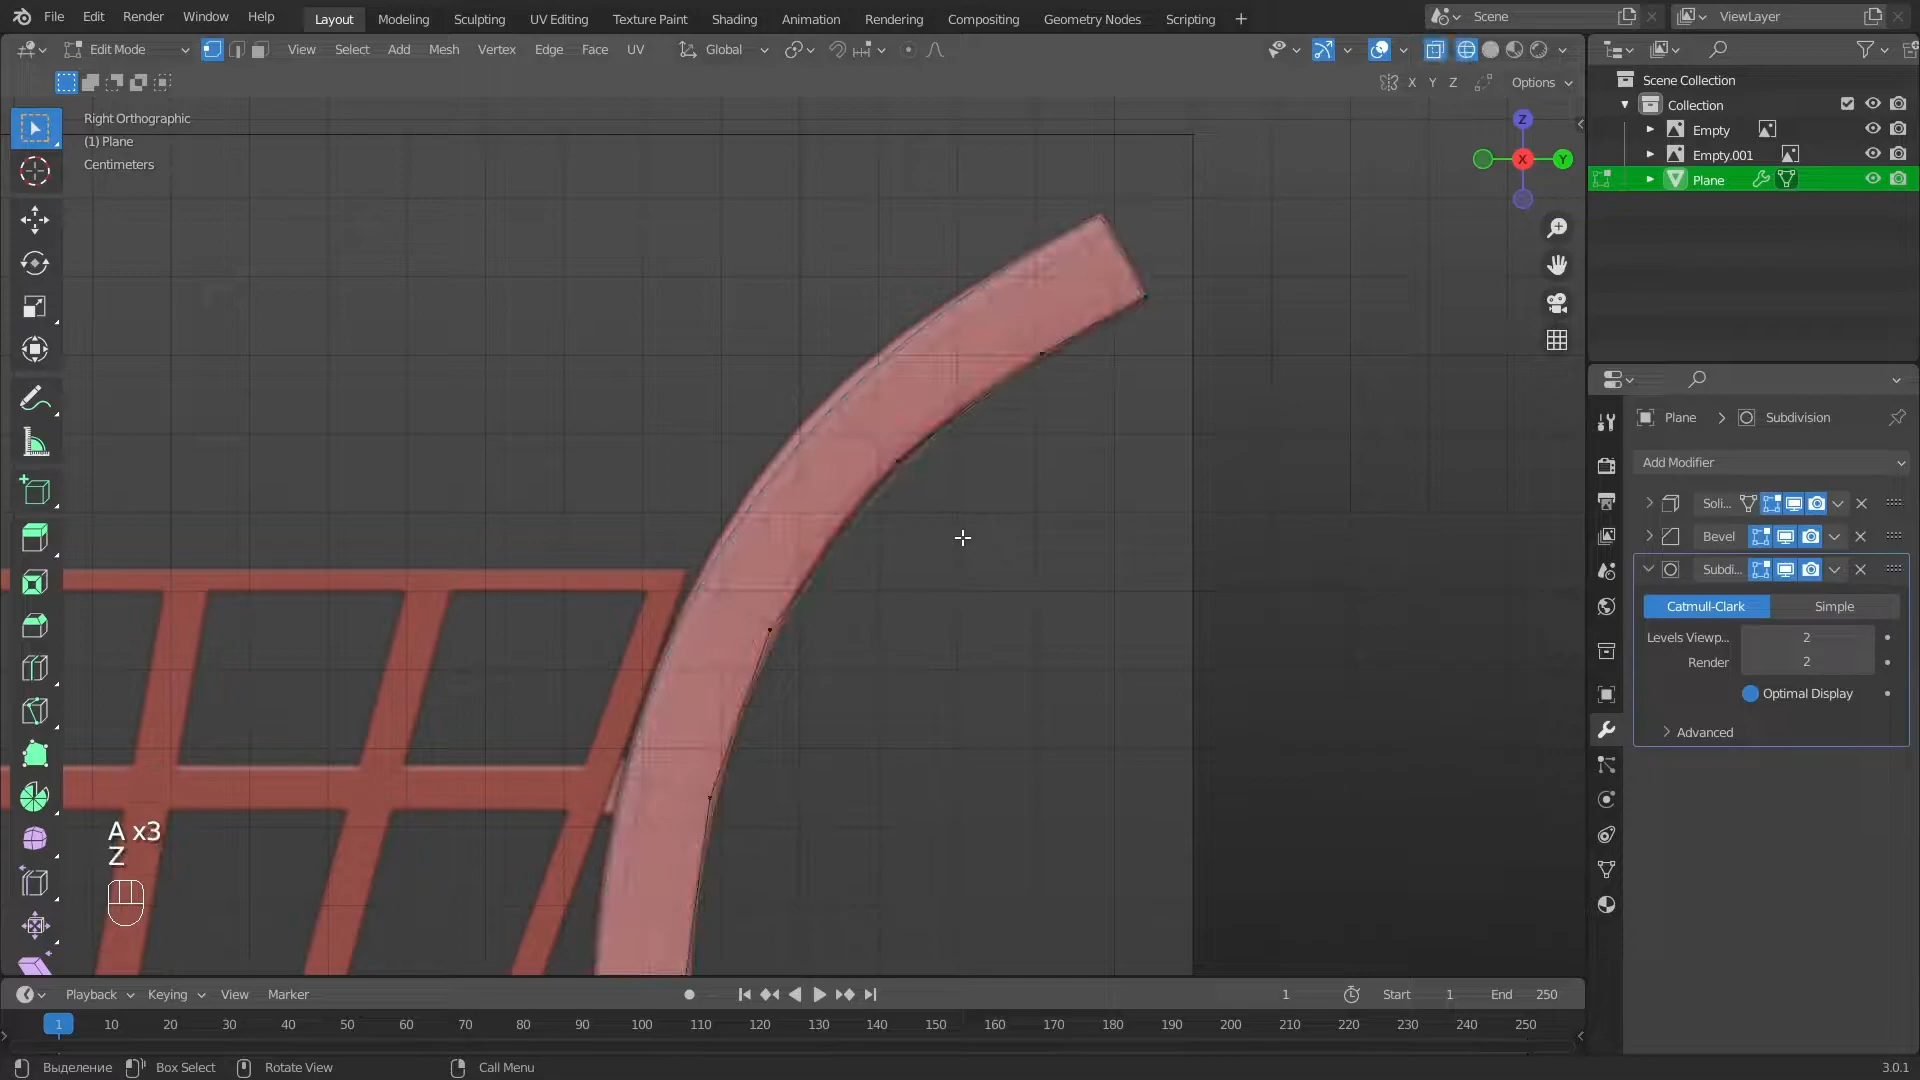 File Edit Render Window Help Layout Modeling Sculpting UV Editing Texture Paint Shading Animation Rendering Compositing Geometry Nodes Scripting + Scene ViewLayer
Edit Mode View Select Add Mesh Vertex Edge Face UV Global
X Y Z Options
Right Orthographic
(1) Plane
Centimeters
Z
X
Y
Scene Collection
Collection
Empty
Empty.001
Plane
Plane > Subdivision
Add Modifier
Soli...
Bevel
Subdi...
Catmull-Clark Simple
Levels Viewp... 2
Render 2
Optimal Display
Advanced
A x3
Z
Playback Keying View Marker 1 Start 1 End 250
1 10 20 30 40 50 60 70 80 90 100 110 120 130 140 150 160 170 180 190 200 210 220 230 240 250
Выделение Box Select Rotate View Call Menu 3.0.1